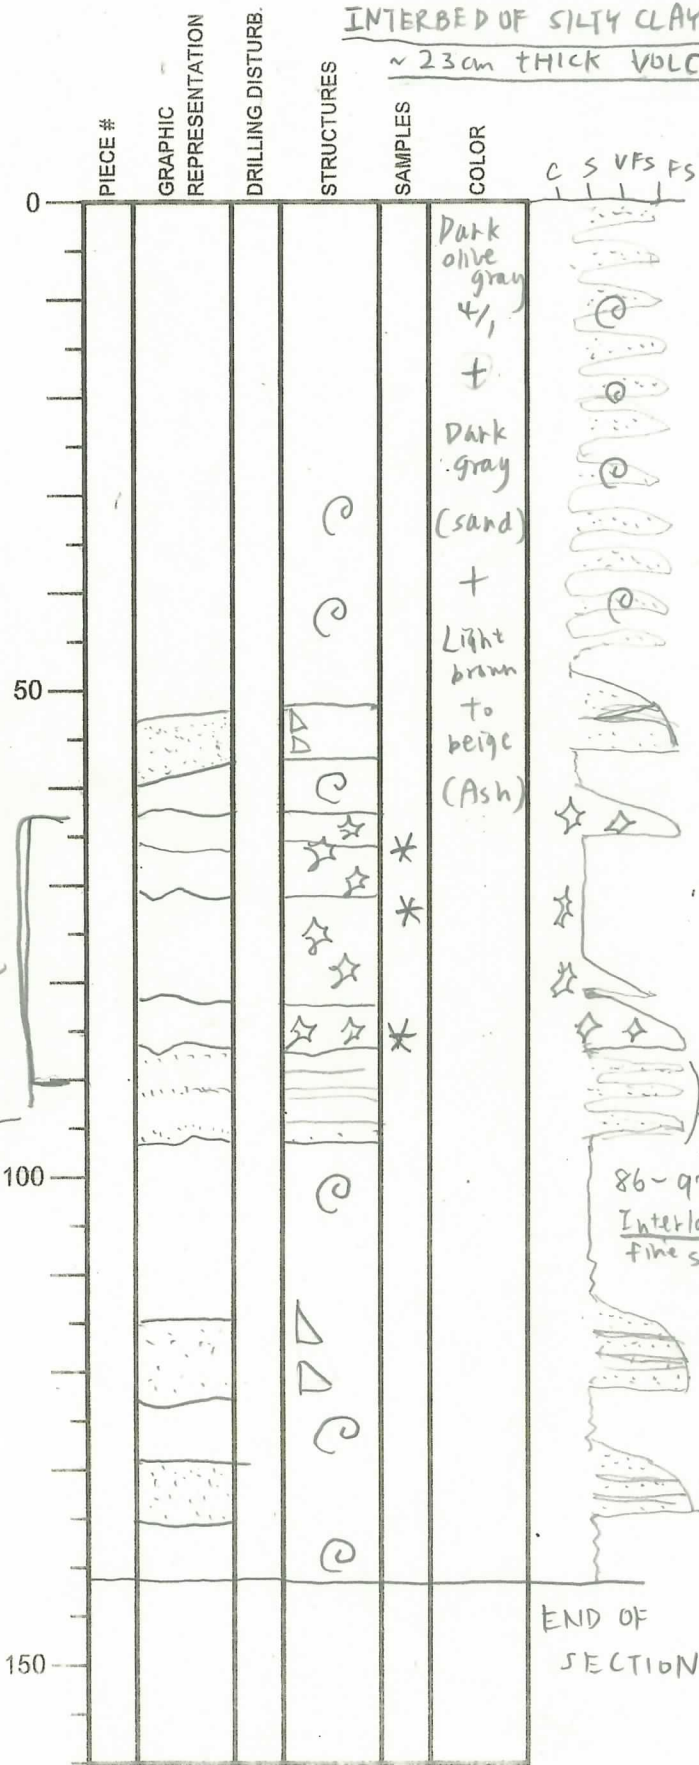 INTERBED OF SILTY CLAY
~23cm THICK VOLC
PIECE #
GRAPHIC
REPRESENTATION
DRILLING DISTURB.
STRUCTURES
SAMPLES
COLOR
C S VFS FS
0
50
100
150
Dark
olive
gray
4/1
+
Dark
gray
(sand)
+
Light
brown
to
beige
(Ash)
86~9
Interla
fine s
END OF
SECTION